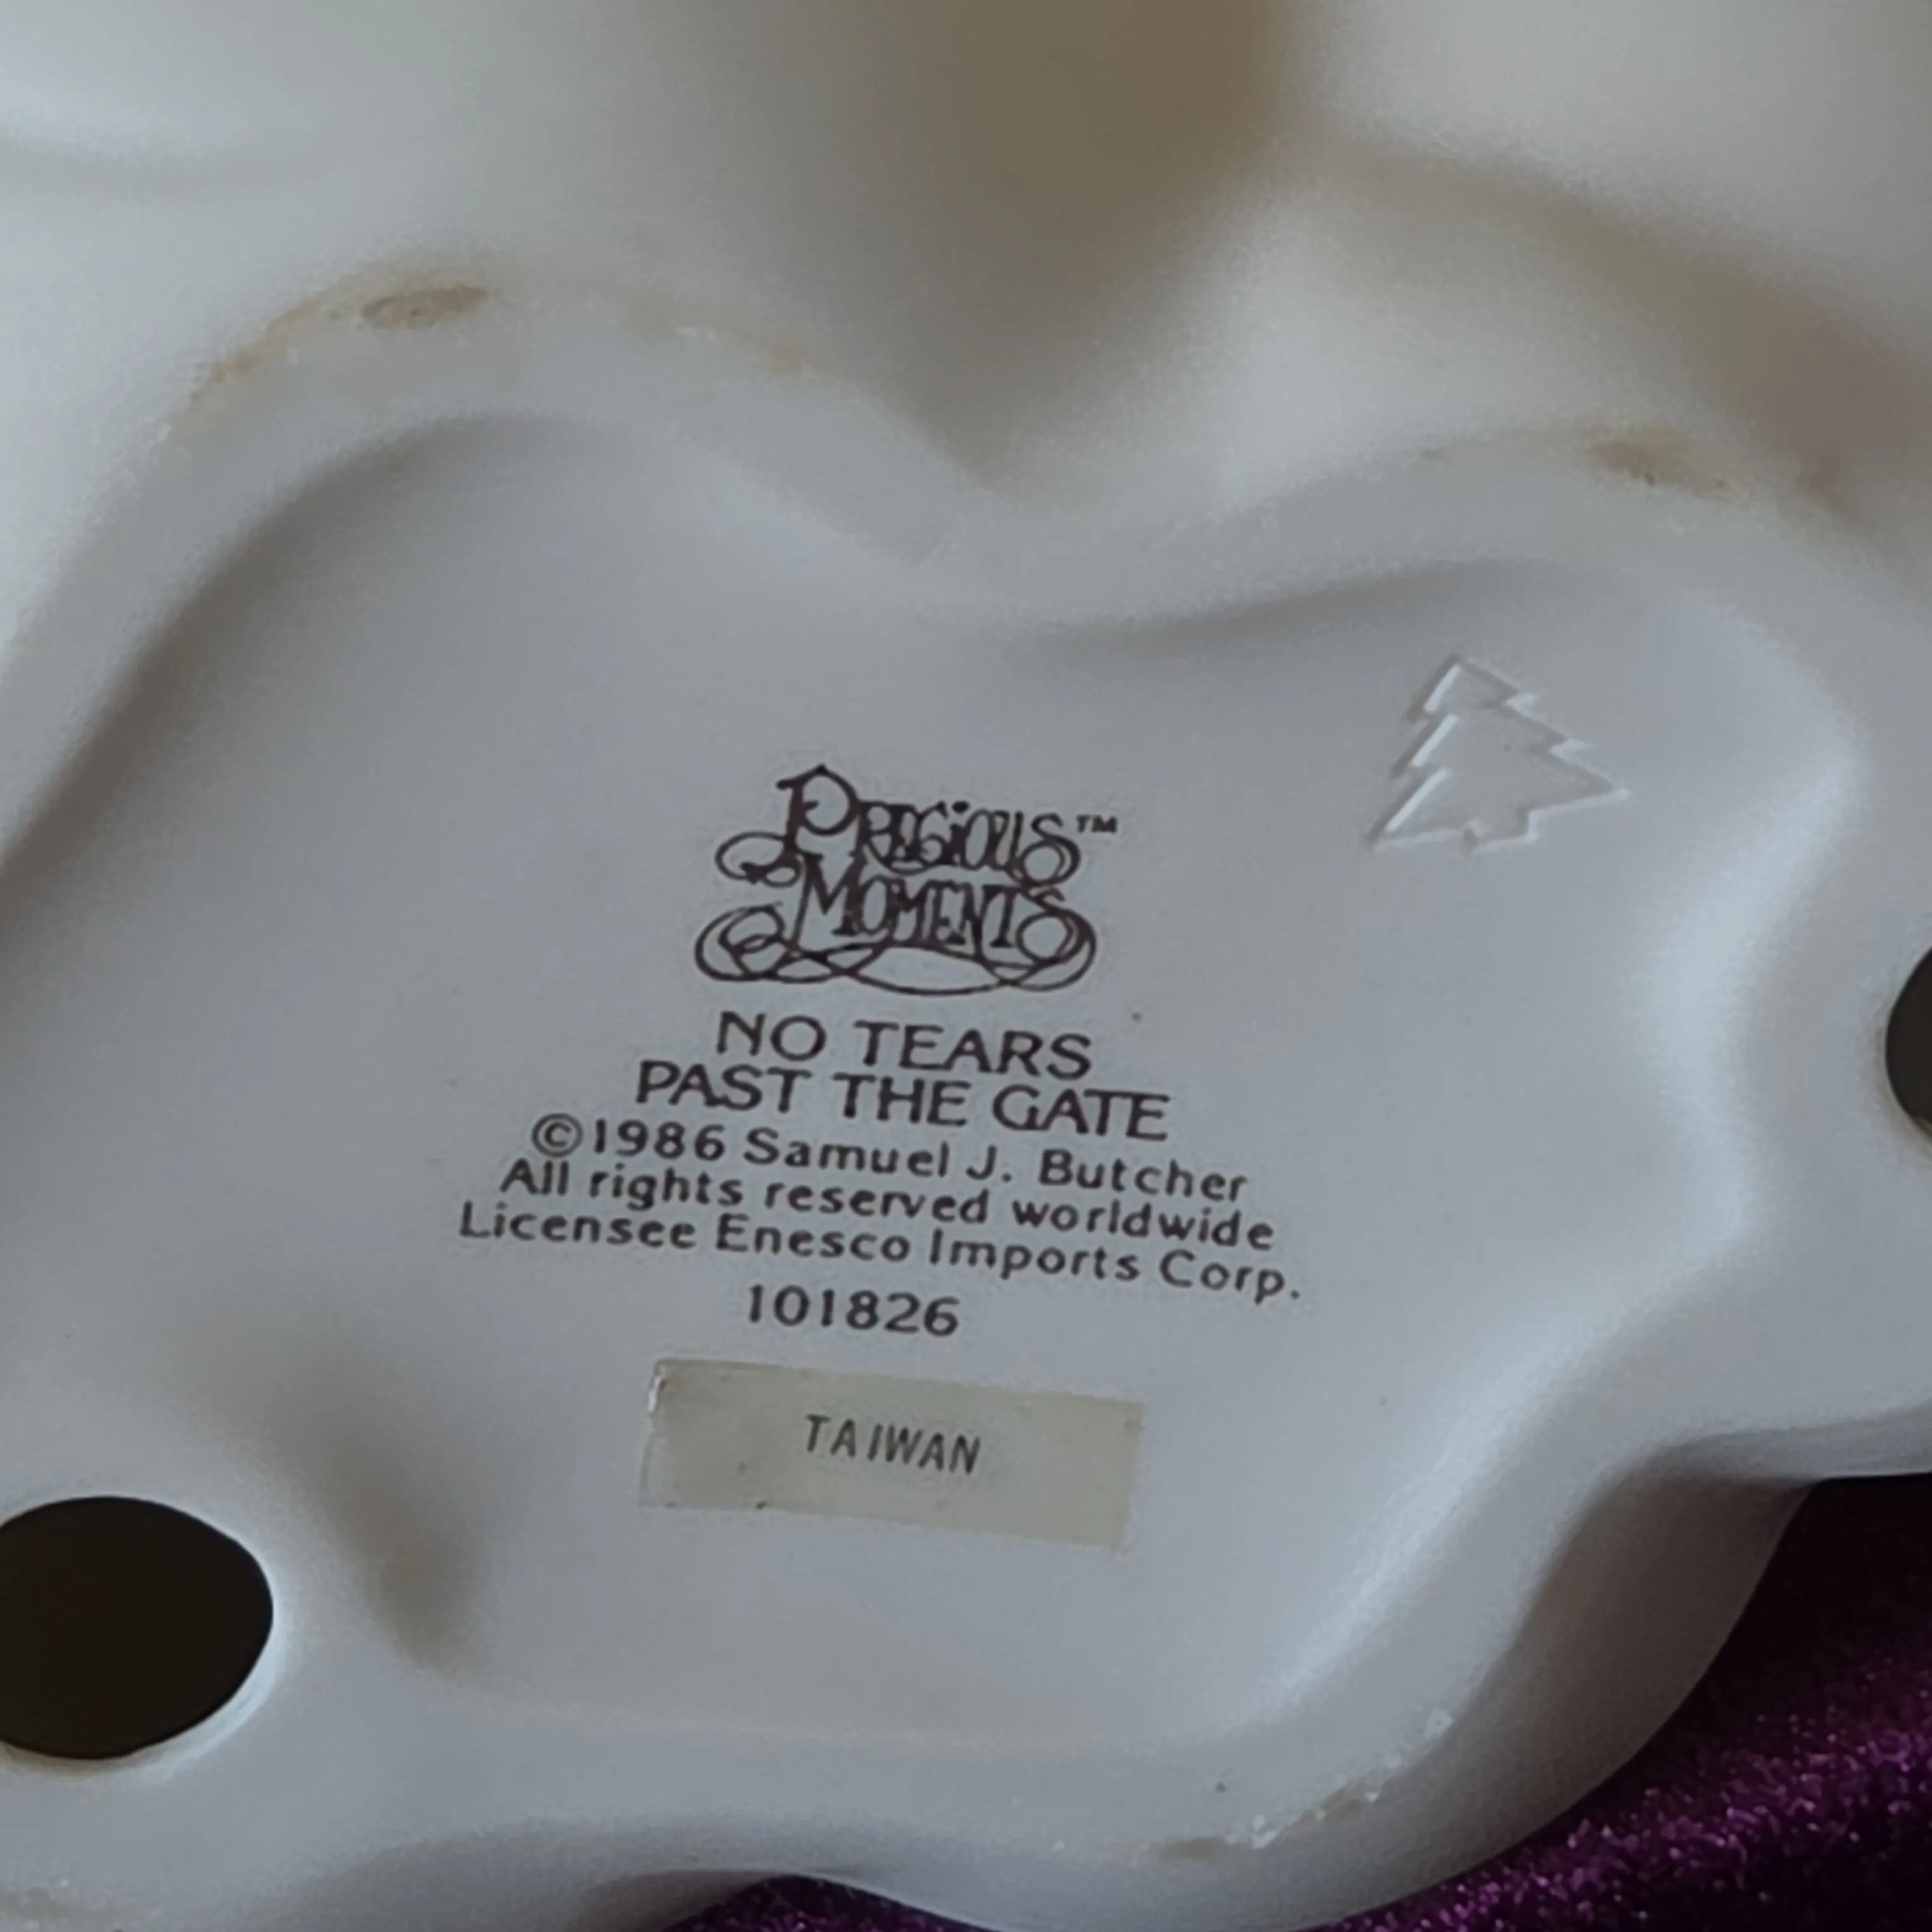 PRECIOUS™
MOMENTS
NO TEARS
PAST THE GATE
©1986 Samuel J. Butcher
All rights reserved worldwide
Licensee Enesco Imports Corp.
101826
TAIWAN